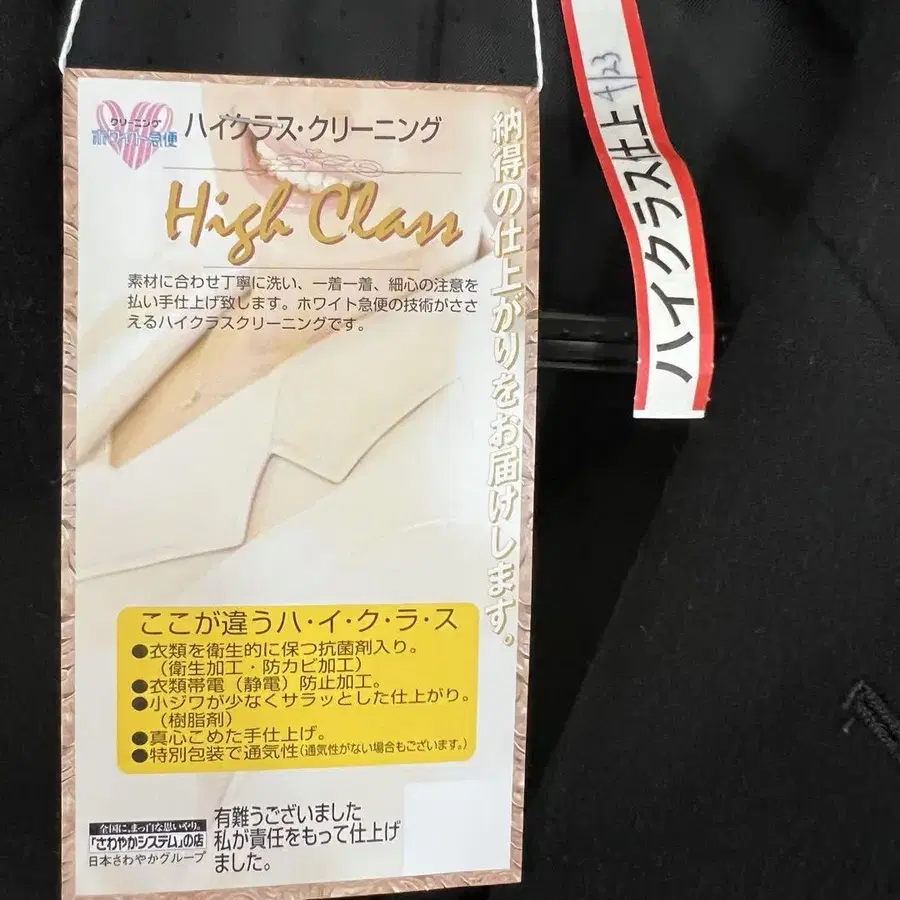 クリーニング
ホワイト急便
ハイクラス・クリーニング
High Class
素材に合わせ丁寧に洗い、一着一着、細心の注意を
払い手仕上げ致します。ホワイト急便の技術がささ
えるハイクラスクリーニングです。
納得の仕上がりをお届けします。
ここが違うハ・イ・ク・ラ・ス
●衣類を衛生的に保つ抗菌剤入り。
（衛生加工・防カビ加工）
●衣類帯電（静電）防止加工。
●小ジワが少なくサラッとした仕上がり。
（樹脂剤）
●真心こめた手仕上げ。
●特別包装で通気性（通気性がない場合もございます。）
全国に、まっ白な思いやり。
「さわやかシステム」の店
日本さわやかグループ
有難うございました
私が責任をもって仕上げ
ました。
ハイクラス仕上 4/23